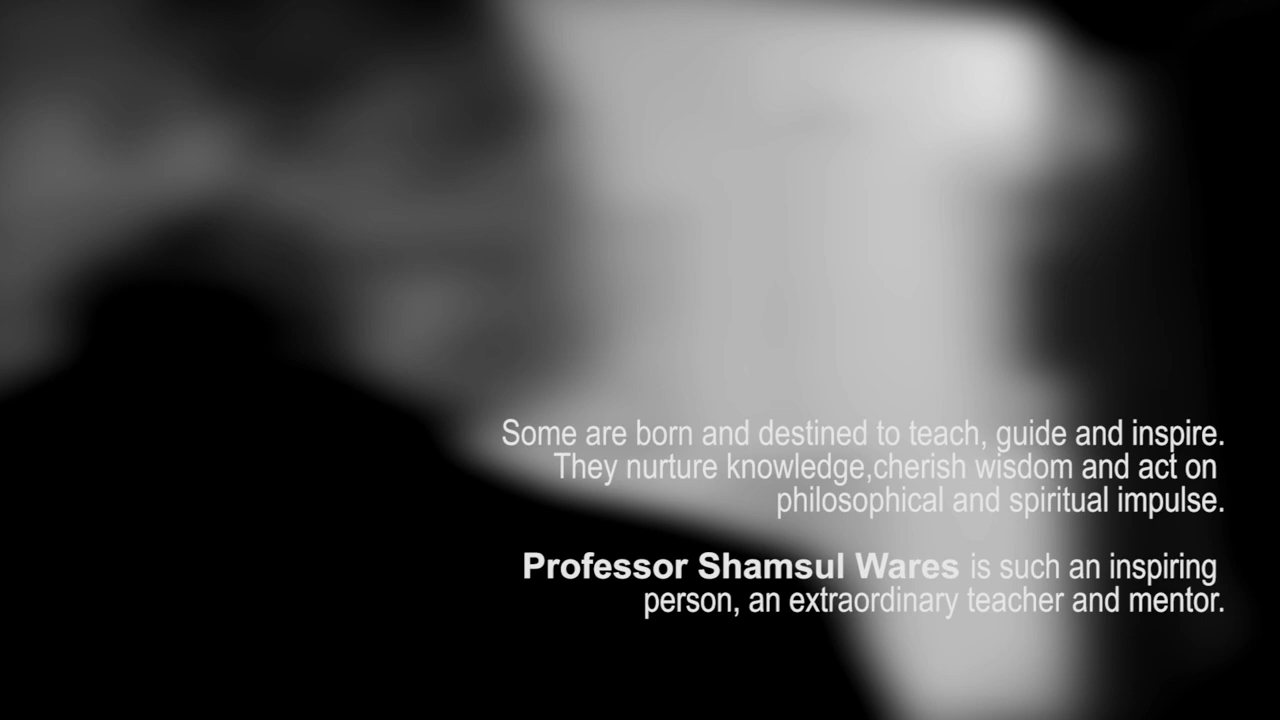 Some are born and destined to teach, guide and inspire.
They nurture knowledge,cherish wisdom and act on
philosophical and spiritual impulse.
Professor Shamsul Wares is such an inspiring
person, an extraordinary teacher and mentor.